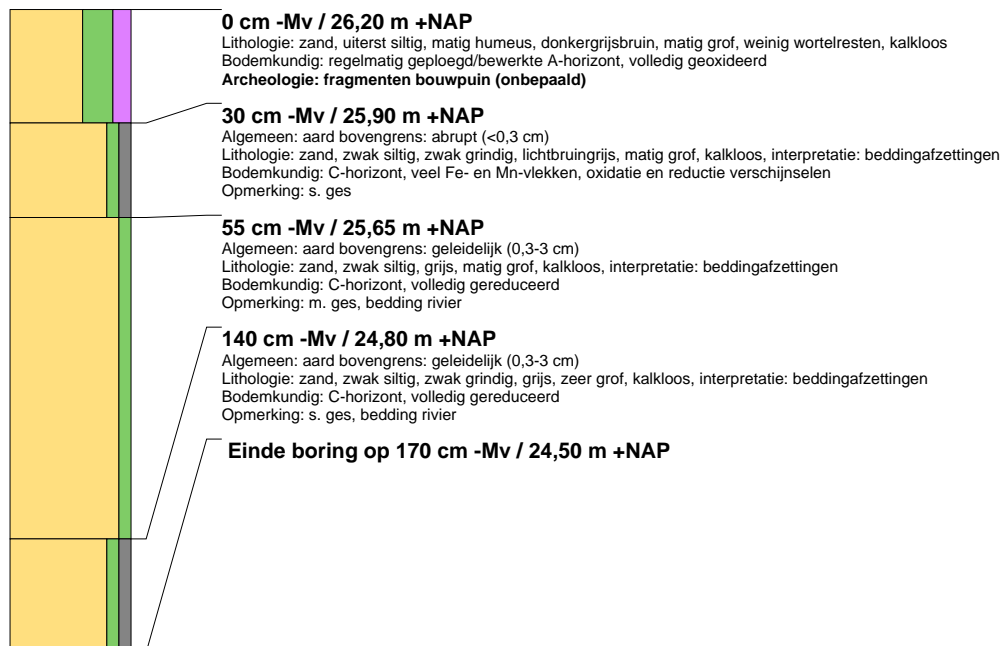 0 cm -Mv / 26,20 m +NAP
Lithologie: zand, uiterst siltig, matig humeus, donkergrijsbruin, matig grof, weinig wortelresten, kalkloos
Bodemkundig: regelmatig geploegd/bewerkte A-horizont, volledig geoxideerd
Archeologie: fragmenten bouwpuin (onbepaald)
30 cm -Mv / 25,90 m +NAP
Algemeen: aard bovengrens: abrupt (<0,3 cm)
Lithologie: zand, zwak siltig, zwak grindig, lichtbruingrijs, matig grof, kalkloos, interpretatie: beddingafzettingen
Bodemkundig: C-horizont, veel Fe- en Mn-vlekken, oxidatie en reductie verschijnselen
Opmerking: s. ges
55 cm -Mv / 25,65 m +NAP
Algemeen: aard bovengrens: geleidelijk (0,3-3 cm)
Lithologie: zand, zwak siltig, grijs, matig grof, kalkloos, interpretatie: beddingafzettingen
Bodemkundig: C-horizont, volledig gereduceerd
Opmerking: m. ges, bedding rivier
140 cm -Mv / 24,80 m +NAP
Algemeen: aard bovengrens: geleidelijk (0,3-3 cm)
Lithologie: zand, zwak siltig, zwak grindig, grijs, zeer grof, kalkloos, interpretatie: beddingafzettingen
Bodemkundig: C-horizont, volledig gereduceerd
Opmerking: s. ges, bedding rivier
Einde boring op 170 cm -Mv / 24,50 m +NAP